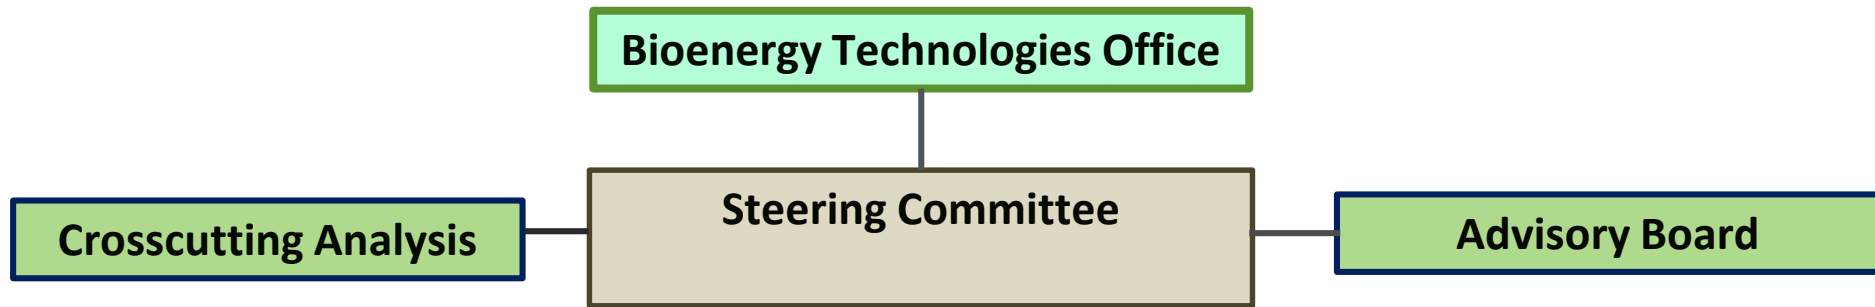 Bioenergy Technologies Office
Steering Committee
Crosscutting Analysis
Advisory Board